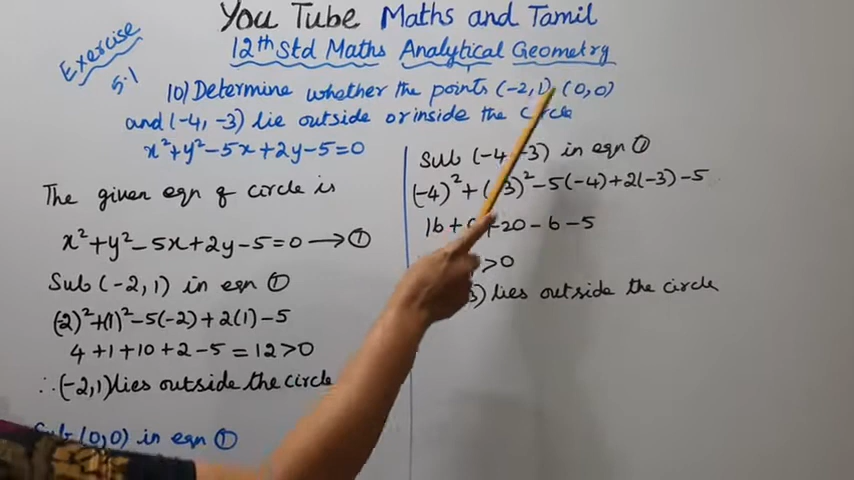 You Tube Maths and Tamil
12th Std Maths Analytical Geometry
Exercise
5.1
10) Determine whether the points (-2,1), (0,0)
and (-4, -3) lie outside or inside the circle
x²+y²-5x+2y-5=0
The given eqn of circle is
x²+y²-5x+2y-5=0 → ①
Sub (-2,1) in eqn ①
(-2)²+(1)²-5(-2)+2(1)-5
4+1+10+2-5=12>0
∴(-2,1) lies outside the circle
Sub (0,0) in eqn ①
Sub (-4,-3) in eqn ①
(-4)²+(-3)²-5(-4)+2(-3)-5
16+ +20-6-5
>0
3) lies outside the circle